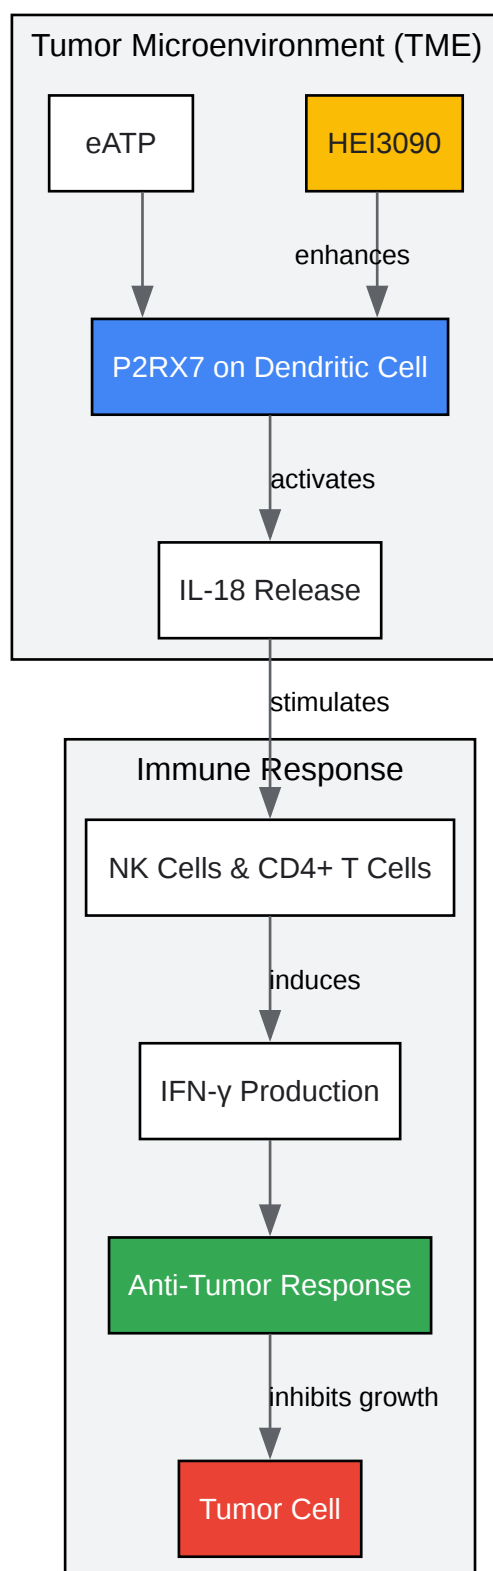 Tumor Microenvironment (TME)
eATP
HEI3090
enhances
P2RX7 on Dendritic Cell
activates
IL-18 Release
stimulates
Immune Response
NK Cells & CD4+ T Cells
induces
IFN-γ Production
Anti-Tumor Response
inhibits growth
Tumor Cell